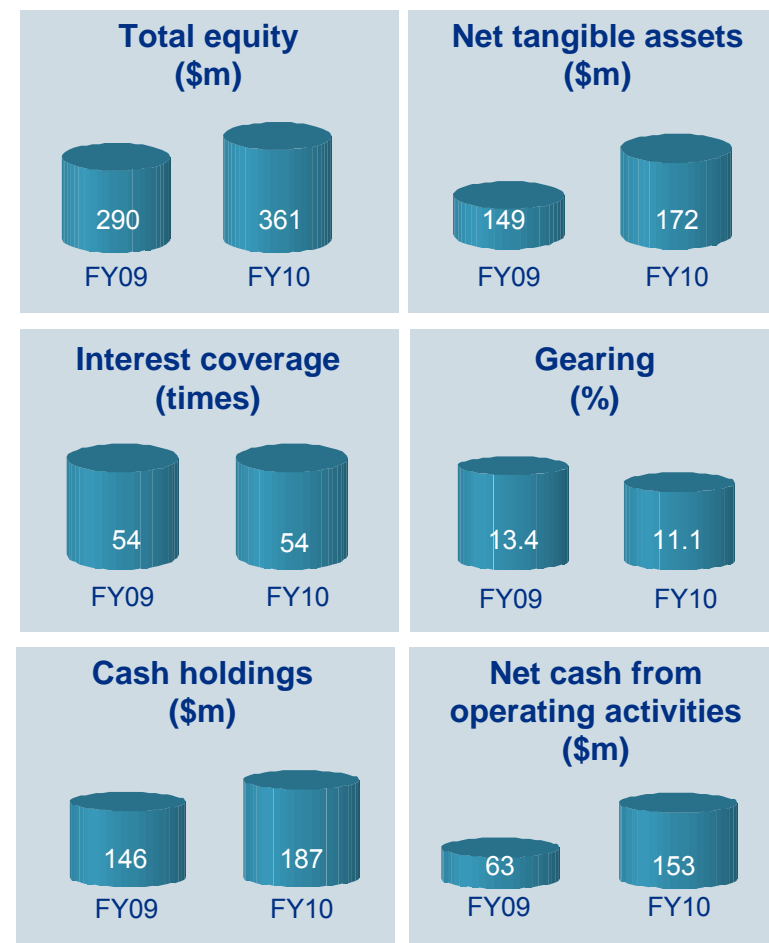 Total equity
($m)
290
361
FY09
FY10
Net tangible assets
($m)
149
172
FY09
FY10
Interest coverage
(times)
54
54
FY09
FY10
Gearing
(%)
13.4
11.1
FY09
FY10
Cash holdings
($m)
146
187
FY09
FY10
Net cash from
operating activities
($m)
63
153
FY09
FY10